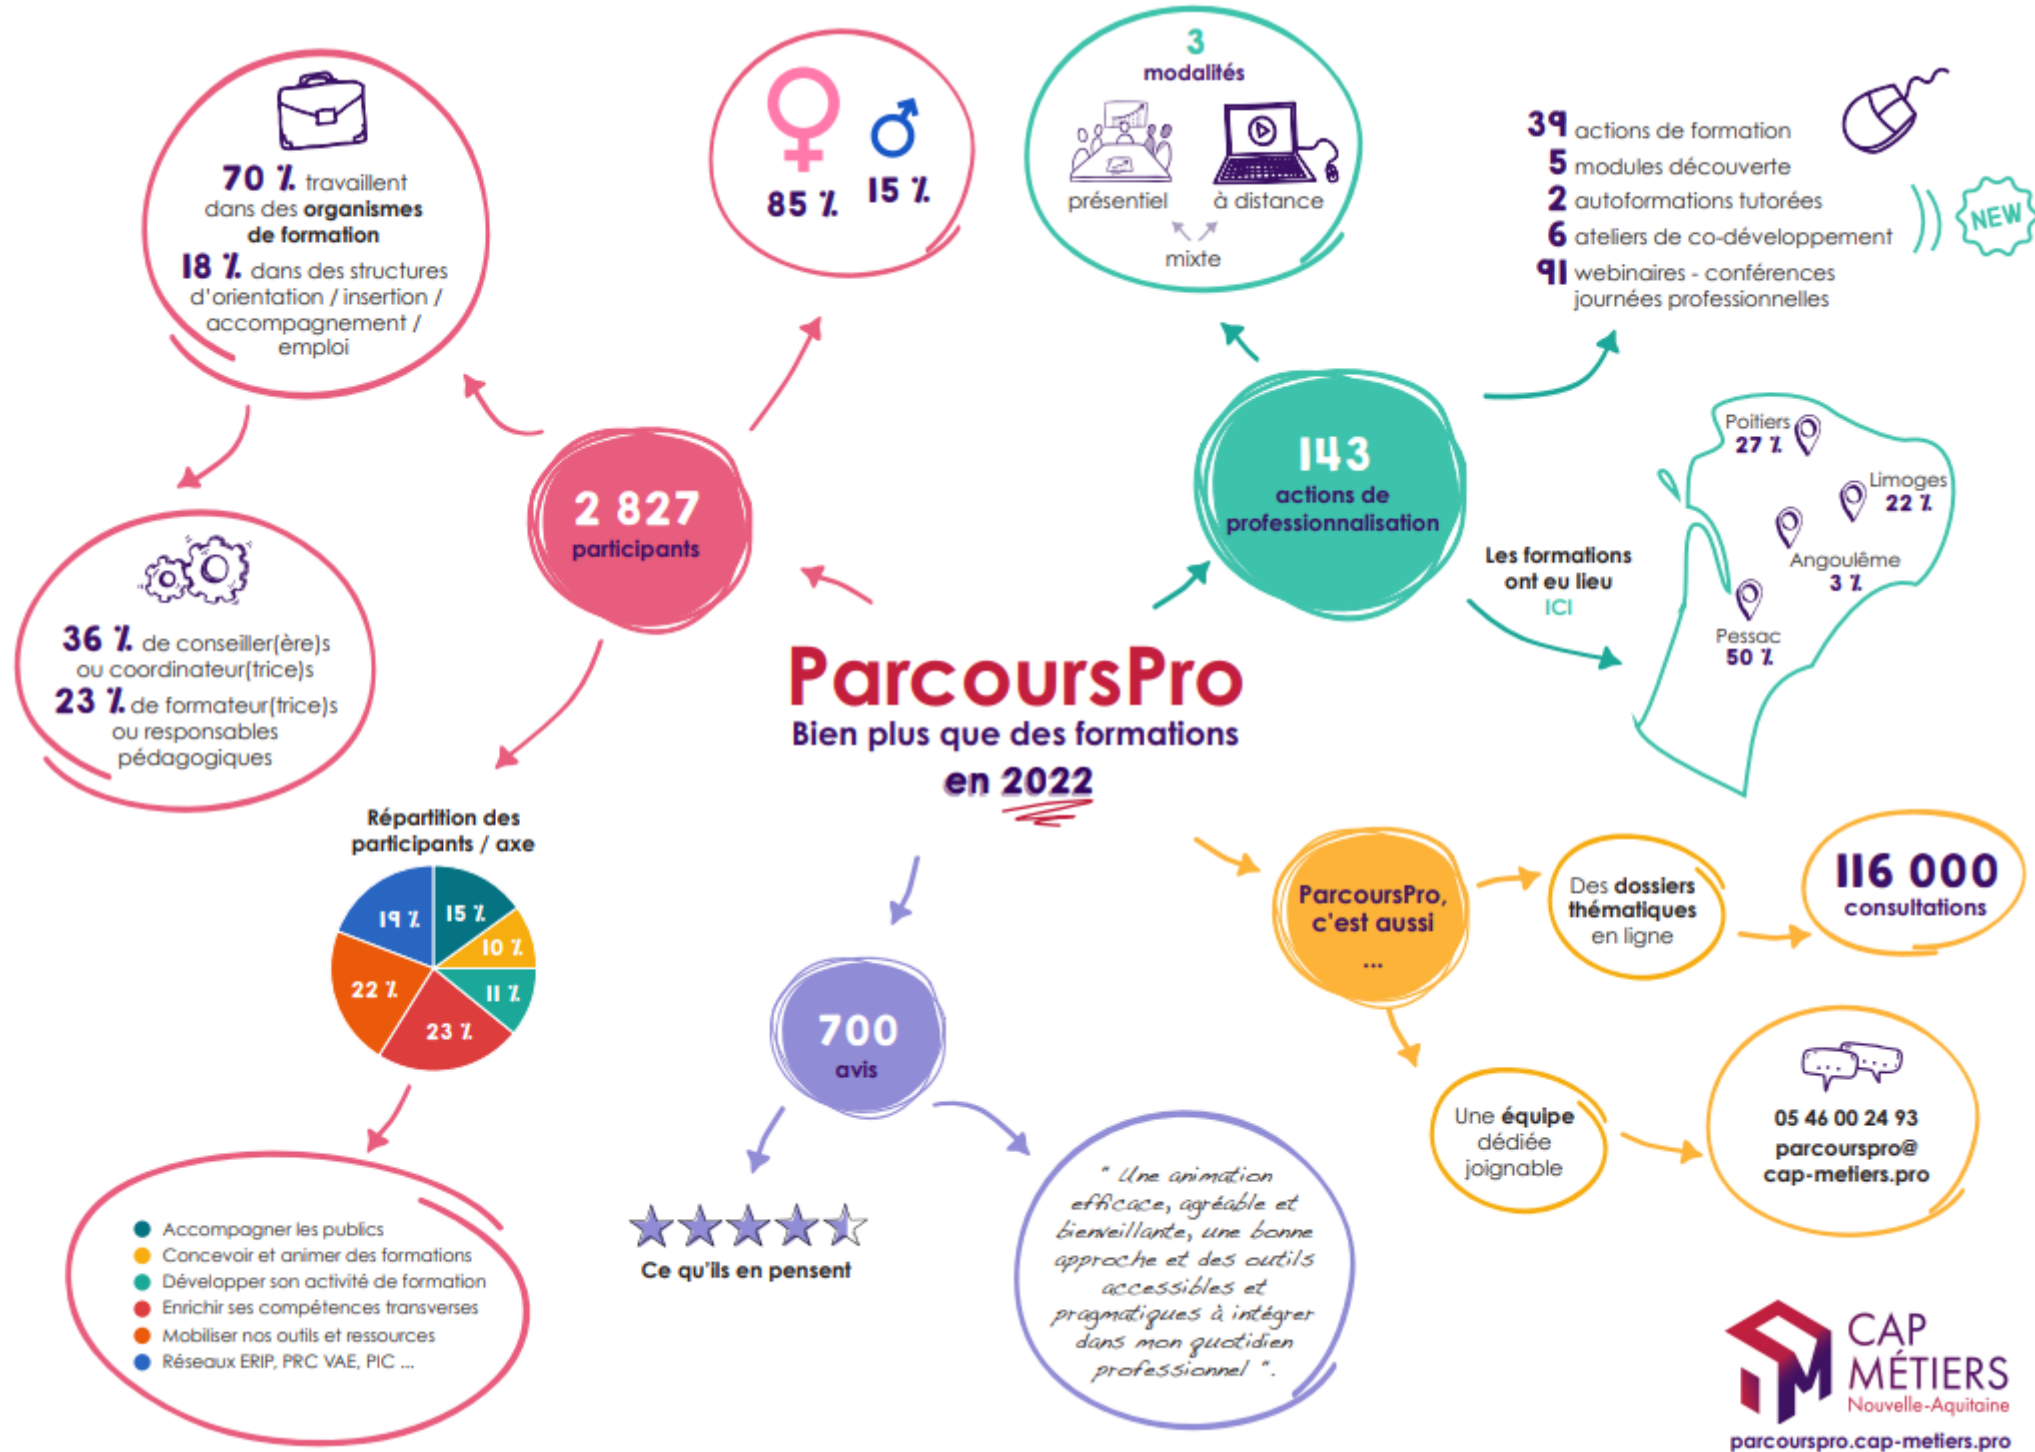 70 % travaillent
dans des organismes
de formation
18 % dans des structures
d'orientation / insertion /
accompagnement /
emploi
85 %
15 %
3
modalités
présentiel
à distance
mixte
39 actions de formation
5 modules découverte
2 autoformations tutorées
6 ateliers de co-développement
91 webinaires - conférences
journées professionnelles
NEW
2 827
participants
143
actions de
professionnalisation
Les formations
ont eu lieu
ICI
Poitiers
27 %
Limoges
22 %
Angoulême
3 %
Pessac
50 %
36 % de conseiller(ère)s
ou coordinateur(trice)s
23 % de formateur(trice)s
ou responsables
pédagogiques
ParcoursPro
Bien plus que des formations
en 2022
Répartition des
participants / axe
19 %
15 %
10 %
11 %
23 %
22 %
Accompagner les publics
Concevoir et animer des formations
Développer son activité de formation
Enrichir ses compétences transverses
Mobiliser nos outils et ressources
Réseaux ERIP, PRC VAE, PIC ...
700
avis
Ce qu'ils en pensent
" Une animation
efficace, agréable et
bienveillante, une bonne
approche et des outils
accessibles et
pragmatiques à intégrer
dans mon quotidien
professionnel ".
ParcoursPro,
c'est aussi
...
Des dossiers
thématiques
en ligne
116 000
consultations
Une équipe
dédiée
joignable
05 46 00 24 93
parcourspro@
cap-metiers.pro
CAP
MÉTIERS
Nouvelle-Aquitaine
parcourspro.cap-metiers.pro